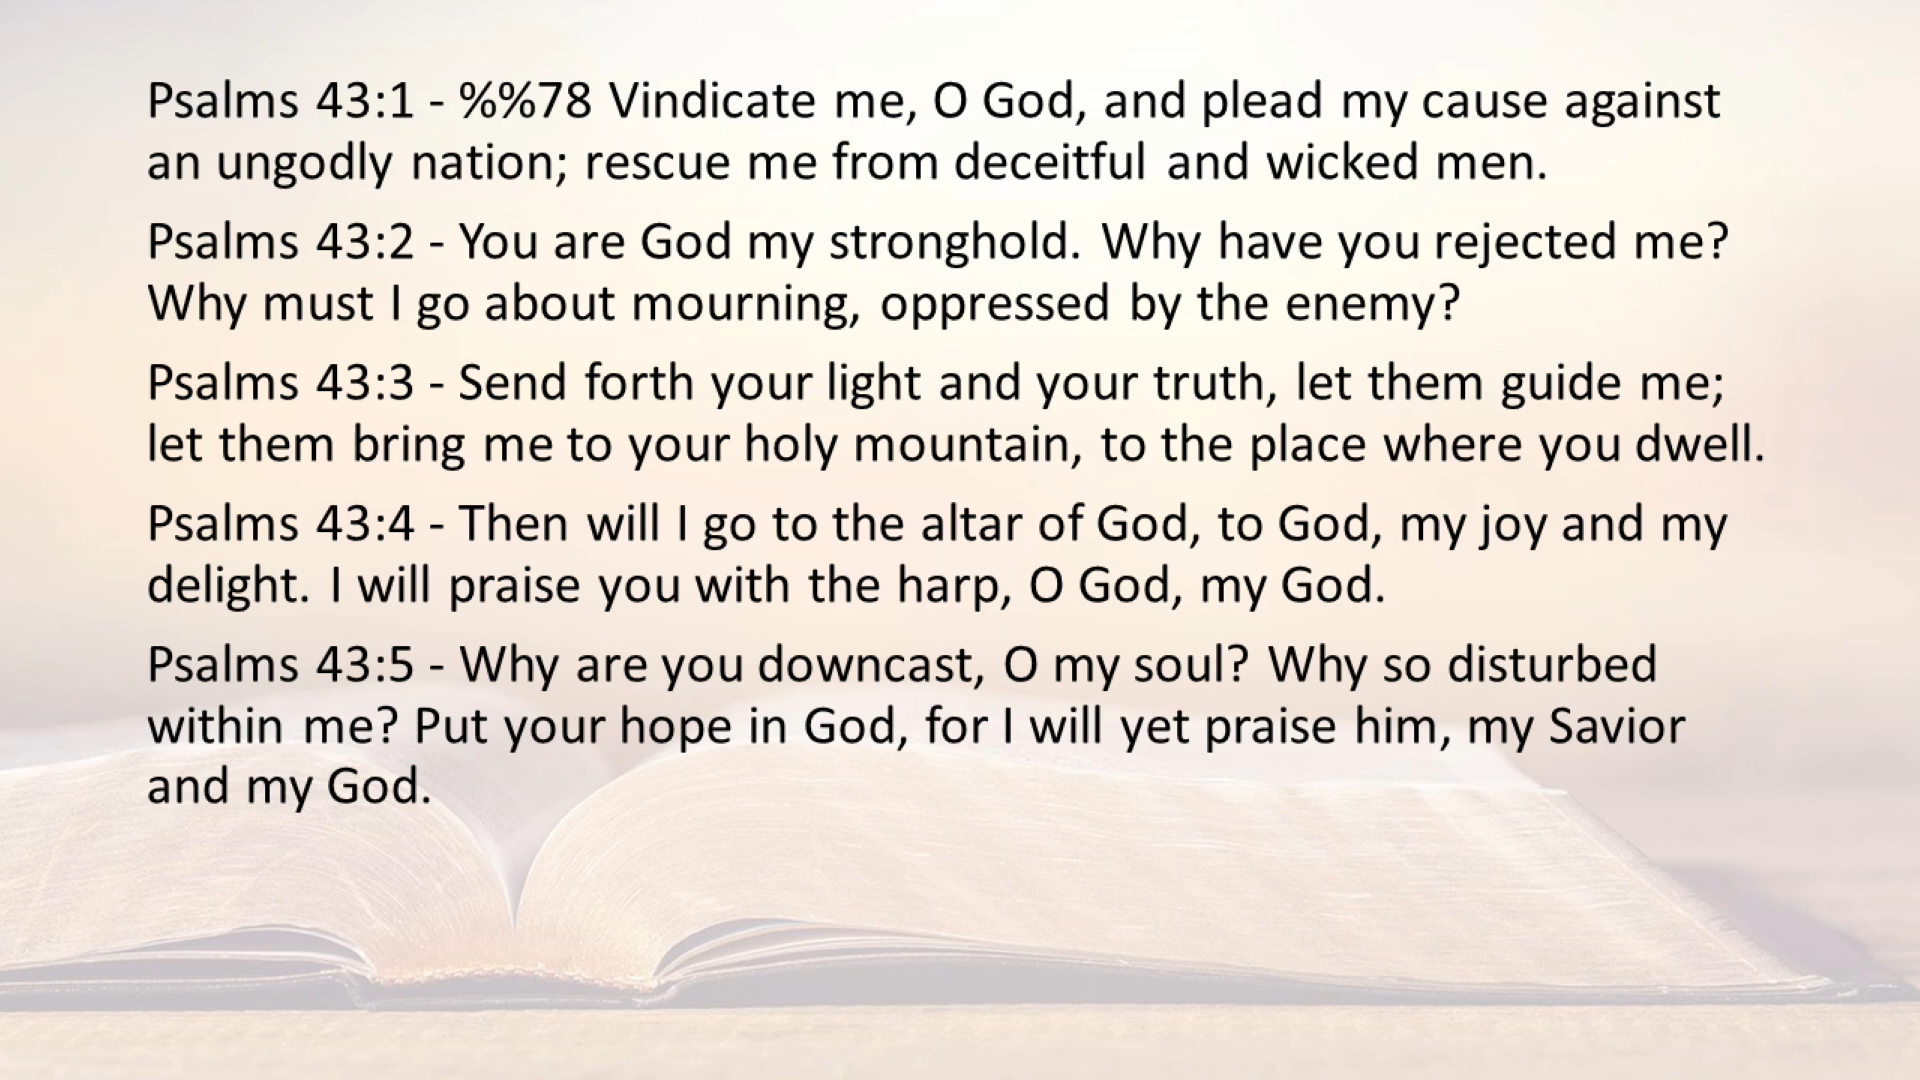 Psalms 43:1 - %%78 Vindicate me, O God, and plead my cause against
an ungodly nation; rescue me from deceitful and wicked men.
Psalms 43:2 - You are God my stronghold. Why have you rejected me?
Why must I go about mourning, oppressed by the enemy?
Psalms 43:3 - Send forth your light and your truth, let them guide me;
let them bring me to your holy mountain, to the place where you dwell.
Psalms 43:4 - Then will I go to the altar of God, to God, my joy and my
delight. I will praise you with the harp, O God, my God.
Psalms 43:5 - Why are you downcast, O my soul? Why so disturbed
within me? Put your hope in God, for I will yet praise him, my Savior
and my God.